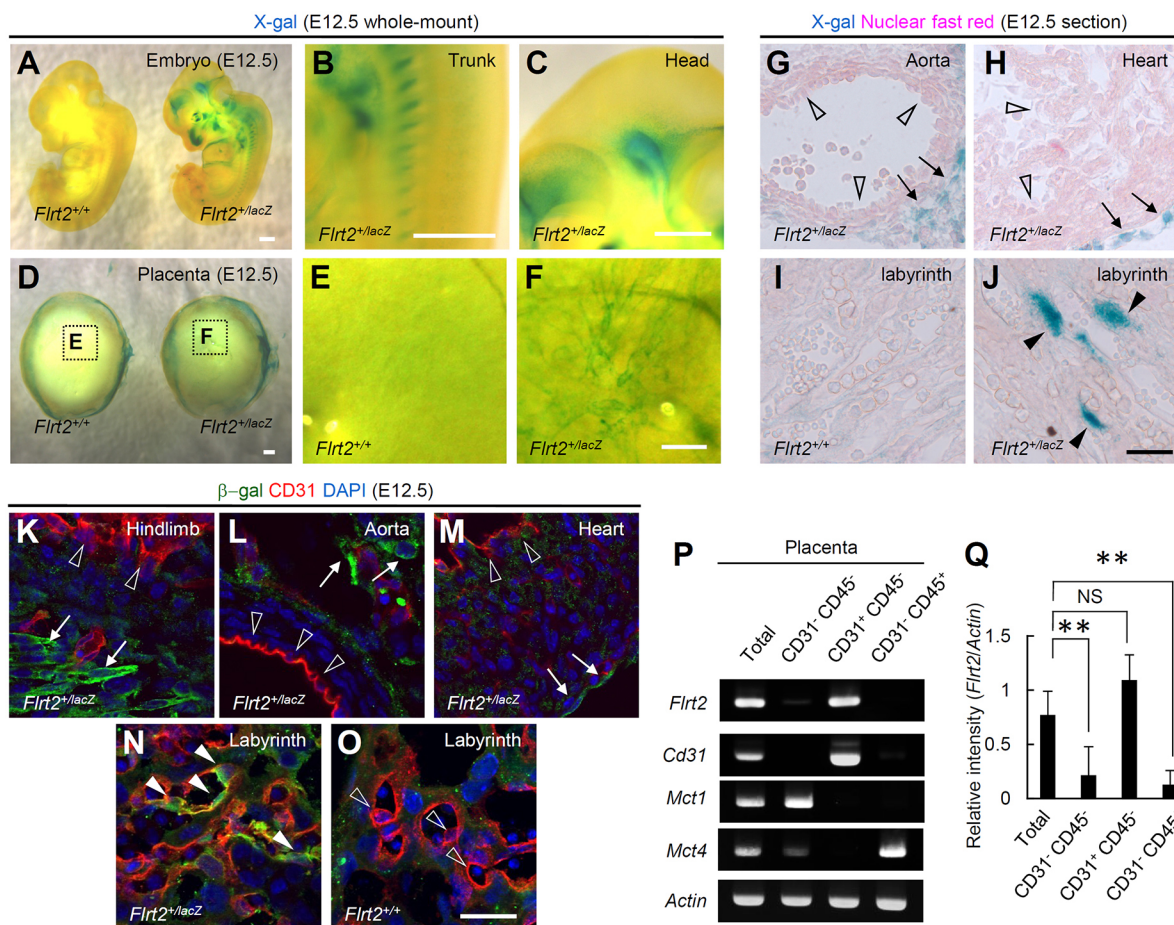 X-gal (E12.5 whole-mount)
X-gal Nuclear fast red (E12.5 section)
A
Embryo (E12.5)
Flrt2+/+
Flrt2+/lacZ
B
Trunk
Flrt2+/lacZ
C
Head
Flrt2+/lacZ
G
Aorta
Flrt2+/lacZ
H
Heart
Flrt2+/lacZ
D
Placenta (E12.5)
E
F
Flrt2+/+
Flrt2+/lacZ
E
Flrt2+/+
F
Flrt2+/lacZ
I
labyrinth
Flrt2+/+
J
labyrinth
Flrt2+/lacZ
β–gal CD31 DAPI (E12.5)
K
Hindlimb
Flrt2+/lacZ
L
Aorta
Flrt2+/lacZ
M
Heart
Flrt2+/lacZ
N
Labyrinth
Flrt2+/lacZ
O
Labyrinth
Flrt2+/+
P
Placenta
Total
CD31- CD45-
CD31+ CD45-
CD31- CD45+
Flrt2
Cd31
Mct1
Mct4
Actin
Q
**
NS
**
Relative intensity (Flrt2/Actin)
1.5
1
0.5
0
Total
CD31- CD45-
CD31+ CD45-
CD31- CD45